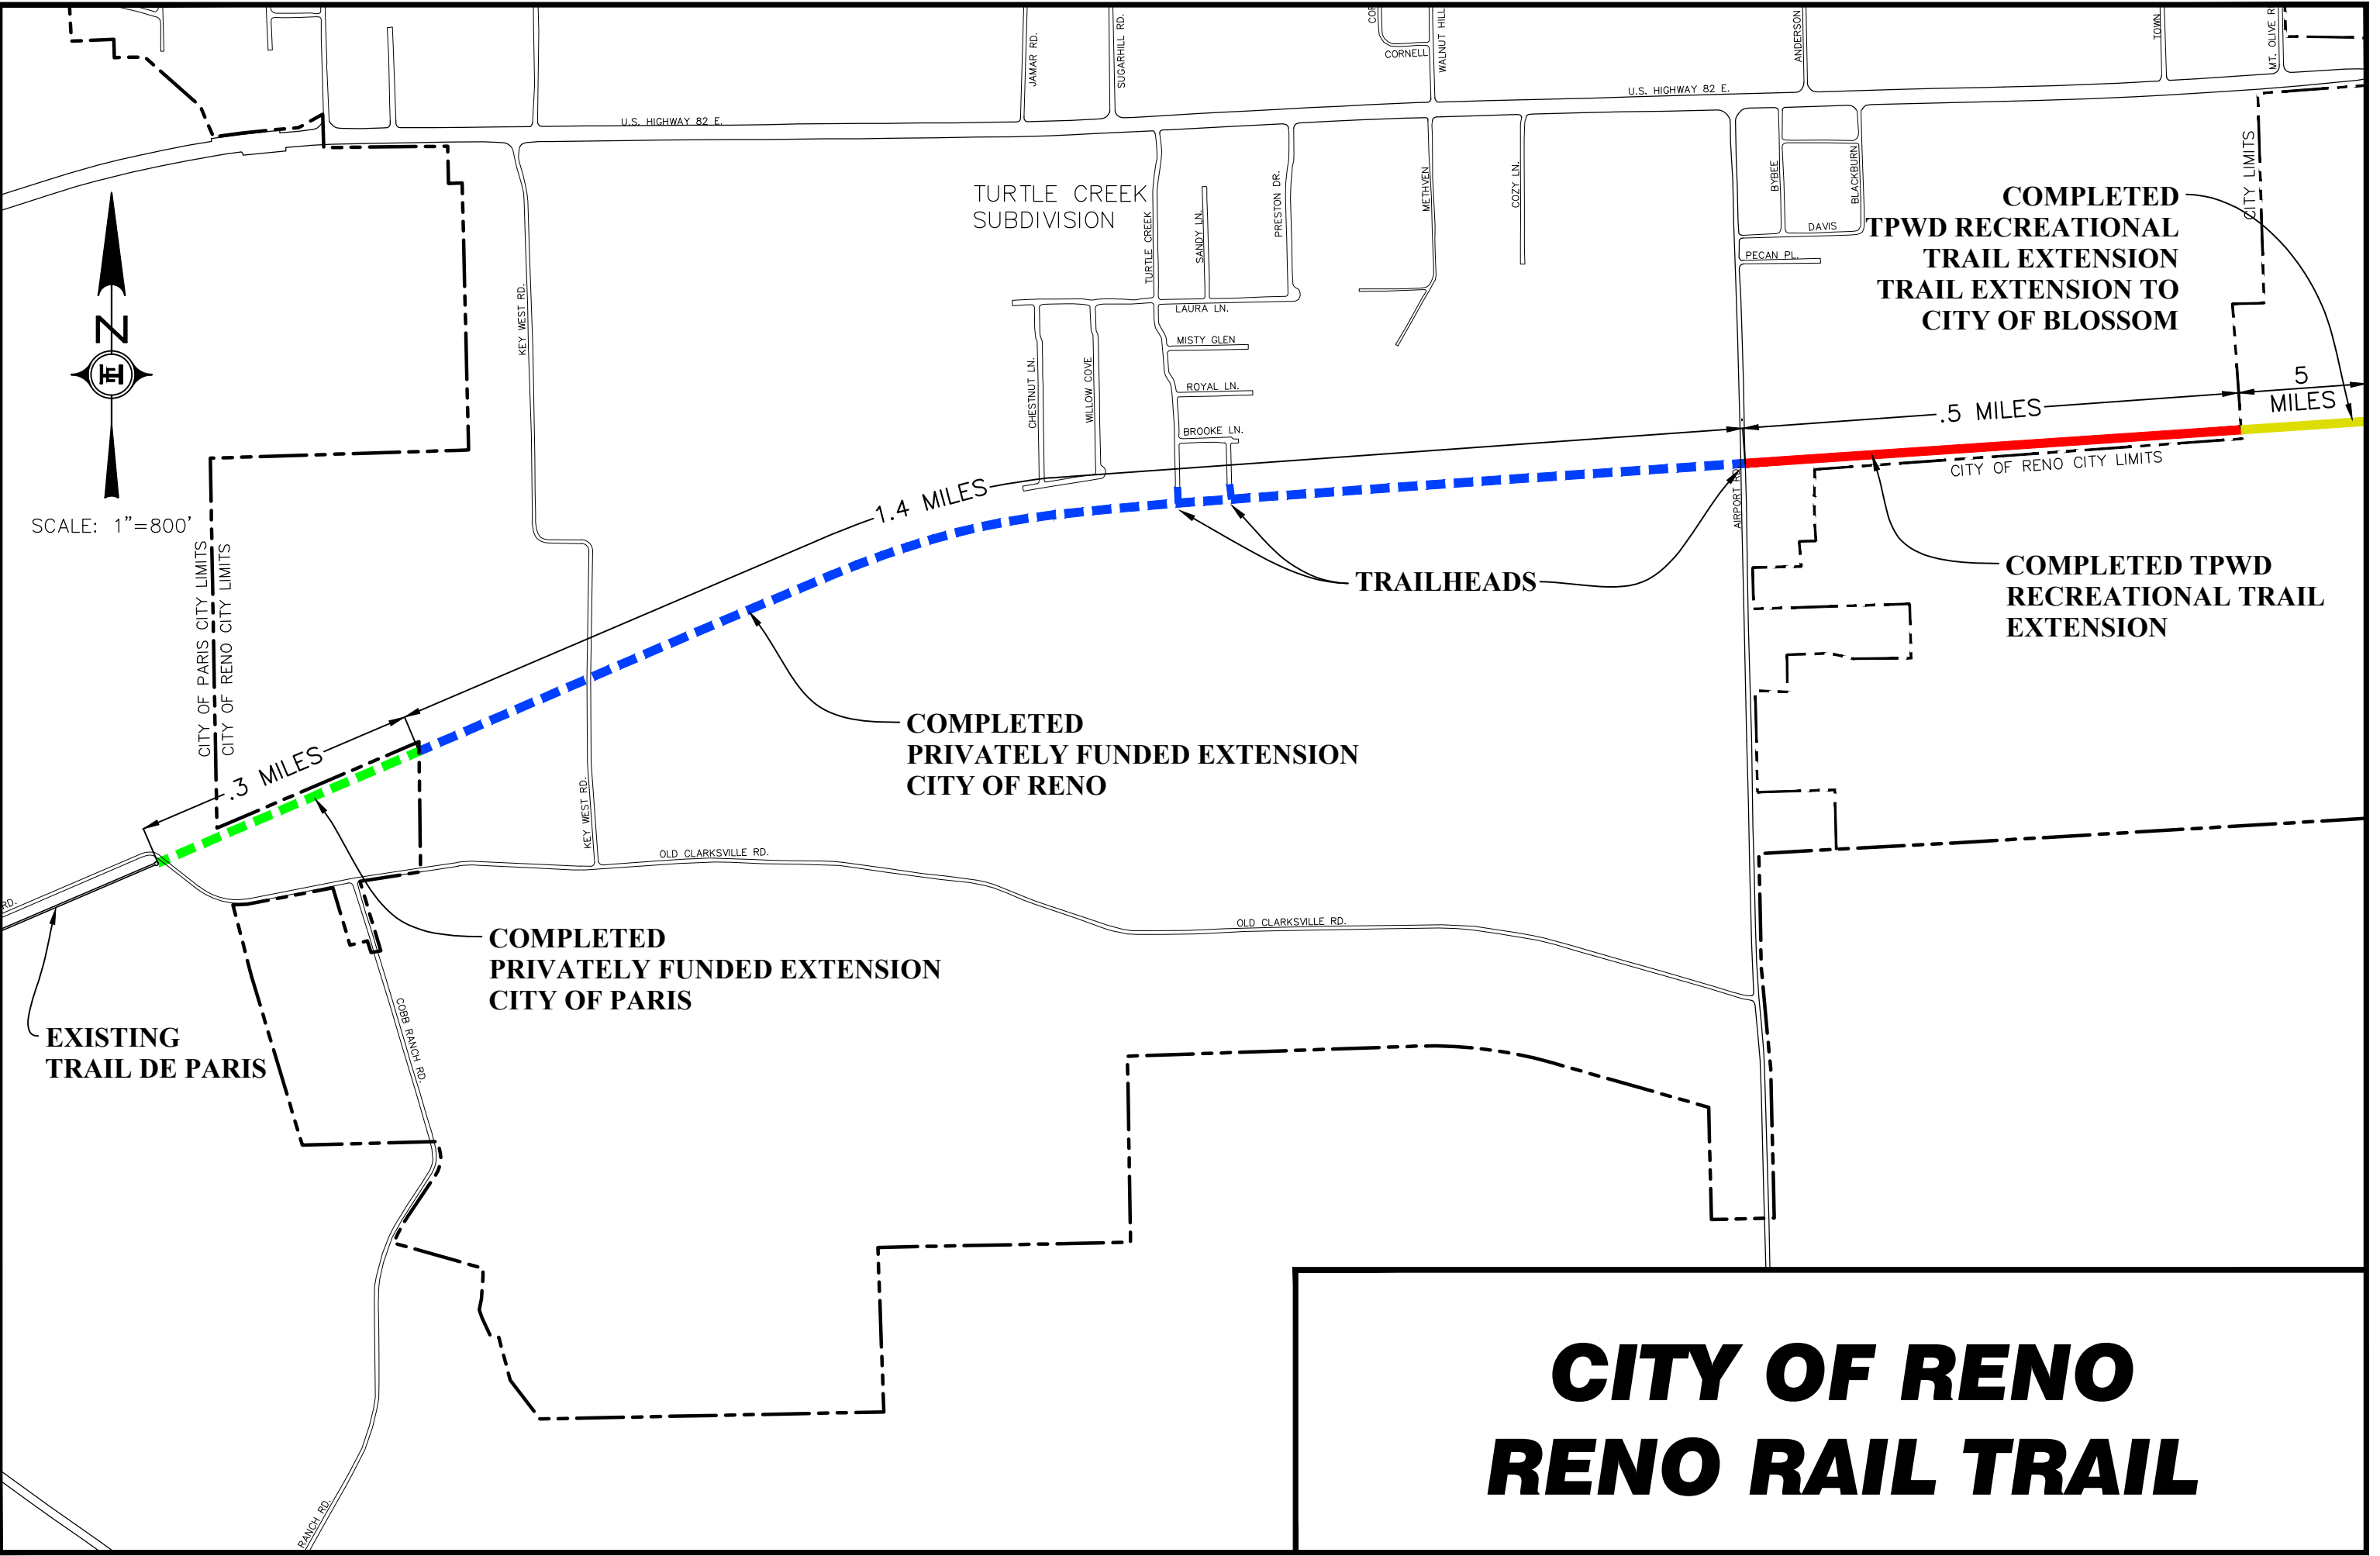 JAMAR RD.
SUGARHILL RD.
CORNELL
WALNUT HILL
ANDERSON
TOWN
MT. OLIVE R
U.S. HIGHWAY 82 E.
U.S. HIGHWAY 82 E.
TURTLE CREEK
SUBDIVISION
KEY WEST RD.
TURTLE CREEK
SANDY LN.
PRESTON DR.
METHVEN
COZY LN.
BYBEE
BLACKBURN
DAVIS
PECAN PL.
CITY LIMITS
COMPLETED
TPWD RECREATIONAL
TRAIL EXTENSION
TRAIL EXTENSION TO
CITY OF BLOSSOM
N
LAURA LN.
MISTY GLEN
ROYAL LN.
BROOKE LN.
CHESTNUT LN.
WILLOW COVE
5
MILES
.5 MILES
CITY OF RENO CITY LIMITS
1.4 MILES
AIRPORT RD.
SCALE: 1"=800'
CITY OF PARIS CITY LIMITS
CITY OF RENO CITY LIMITS
TRAILHEADS
COMPLETED TPWD
RECREATIONAL TRAIL
EXTENSION
COMPLETED
PRIVATELY FUNDED EXTENSION
CITY OF RENO
.3 MILES
KEY WEST RD.
OLD CLARKSVILLE RD.
RD.
OLD CLARKSVILLE RD.
COMPLETED
PRIVATELY FUNDED EXTENSION
CITY OF PARIS
COBB RANCH RD.
EXISTING
TRAIL DE PARIS
RANCH RD.
CITY OF RENO
RENO RAIL TRAIL